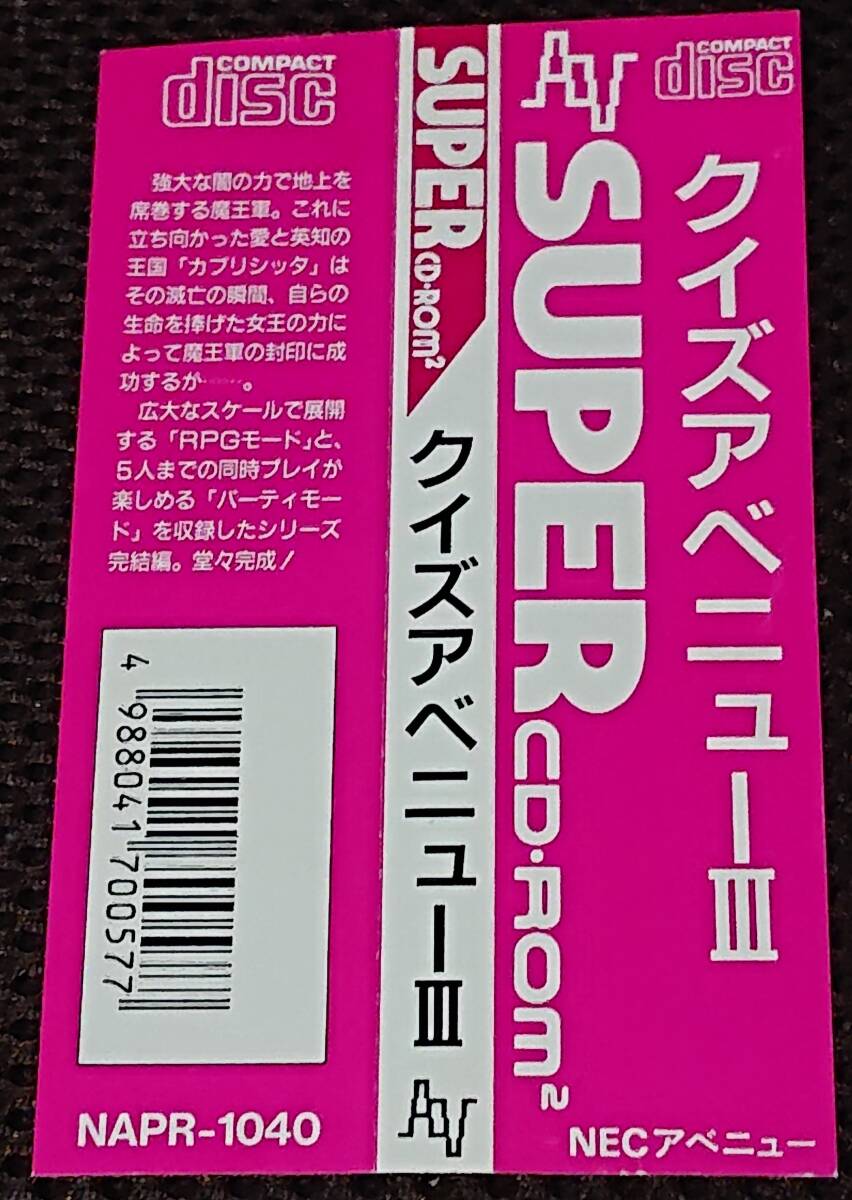 COMPACT
disc
強大な闇の力で地上を
席巻する魔王軍。これに
立ち向かった愛と英知の
王国「カブリシッタ」は
その滅亡の瞬間、自らの
生命を捧げた女王の力に
よって魔王軍の封印に成
功するが……。
広大なスケールで展開
する「RPGモード」と、
5人までの同時プレイが
楽しめる「パーティモー
ド」を収録したシリーズ
完結編。堂々完成!
4 988041 700577
NAPR-1040
SUPER CD・ROM²
クイズアベニューⅢ
AV
AV
SUPER CD・ROM²
COMPACT
disc
クイズアベニューⅢ
NECアベニュー